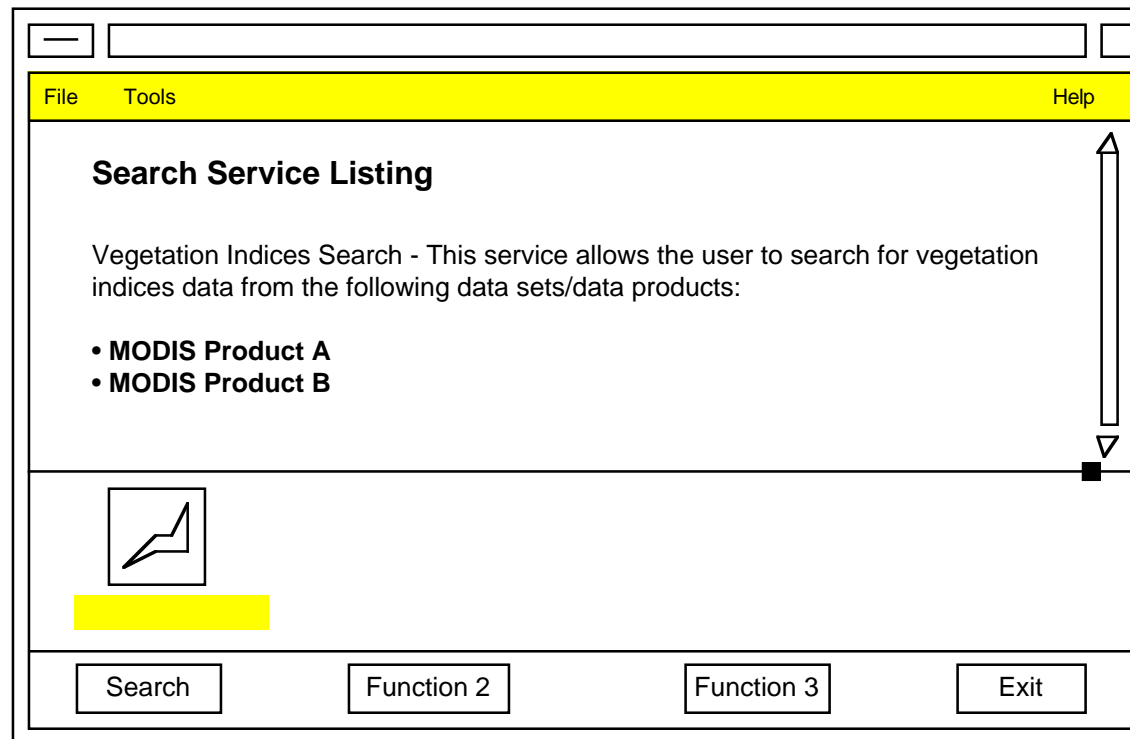 File Tools Help
Search Service Listing
Vegetation Indices Search - This service allows the user to search for vegetation
indices data from the following data sets/data products:
• MODIS Product A
• MODIS Product B
Search Function 2 Function 3 Exit